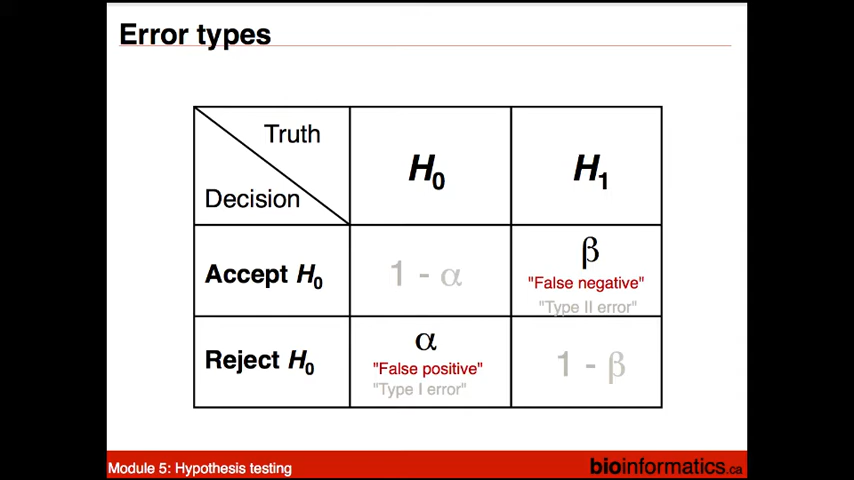 Error types
Truth
Decision
H0
H1
Accept H0
1 - α
β
"False negative"
"Type II error"
Reject H0
α
"False positive"
"Type I error"
1 - β
Module 5: Hypothesis testing
bioinformatics.ca